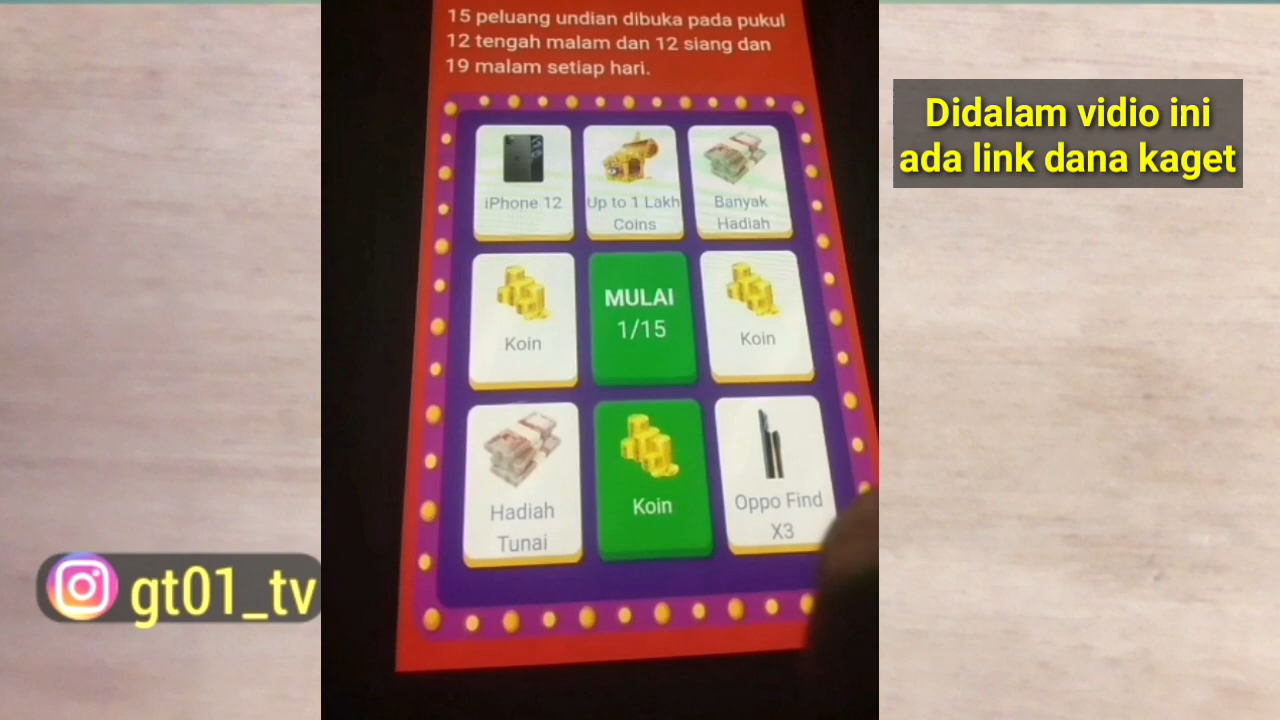 15 peluang undian dibuka pada pukul
12 tengah malam dan 12 siang dan
19 malam setiap hari.
Didalam vidio ini
ada link dana kaget
iPhone 12
Up to 1 Lakh
Coins
Banyak
Hadiah
Koin
MULAI
1/15
Koin
Hadiah
Tunai
Koin
Oppo Find
X3
gt01_tv